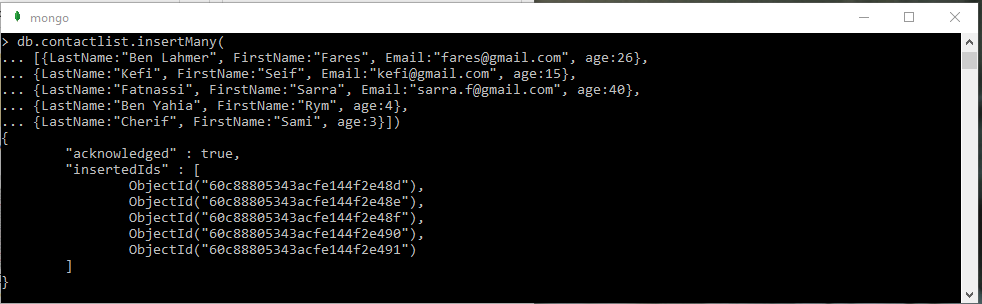 mongo
> db.contactlist.insertMany(
... [{LastName:"Ben Lahmer", FirstName:"Fares", Email:"fares@gmail.com", age:26},
... {LastName:"Kefi", FirstName:"Seif", Email:"kefi@gmail.com", age:15},
... {LastName:"Fatnassi", FirstName:"Sarra", Email:"sarra.f@gmail.com", age:40},
... {LastName:"Ben Yahia", FirstName:"Rym", age:4},
... {LastName:"Cherif", FirstName:"Sami", age:3}])
{
        "acknowledged" : true,
        "insertedIds" : [
                ObjectId("60c88805343acfe144f2e48d"),
                ObjectId("60c88805343acfe144f2e48e"),
                ObjectId("60c88805343acfe144f2e48f"),
                ObjectId("60c88805343acfe144f2e490"),
                ObjectId("60c88805343acfe144f2e491")
        ]
}